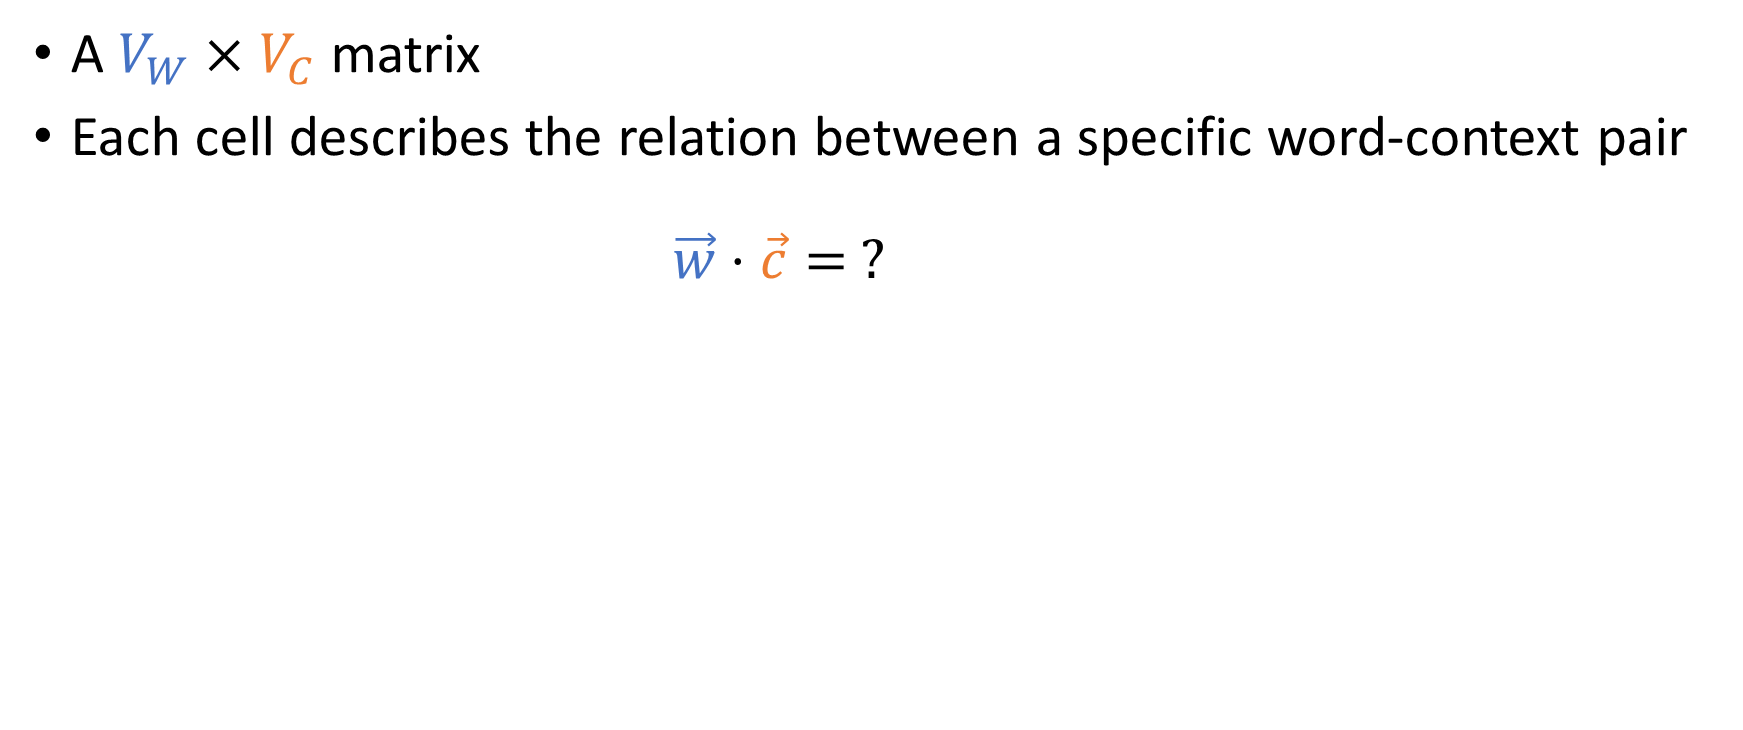 • A V_W × V_C matrix
• Each cell describes the relation between a specific word-context pair
w⃗ · c⃗ = ?